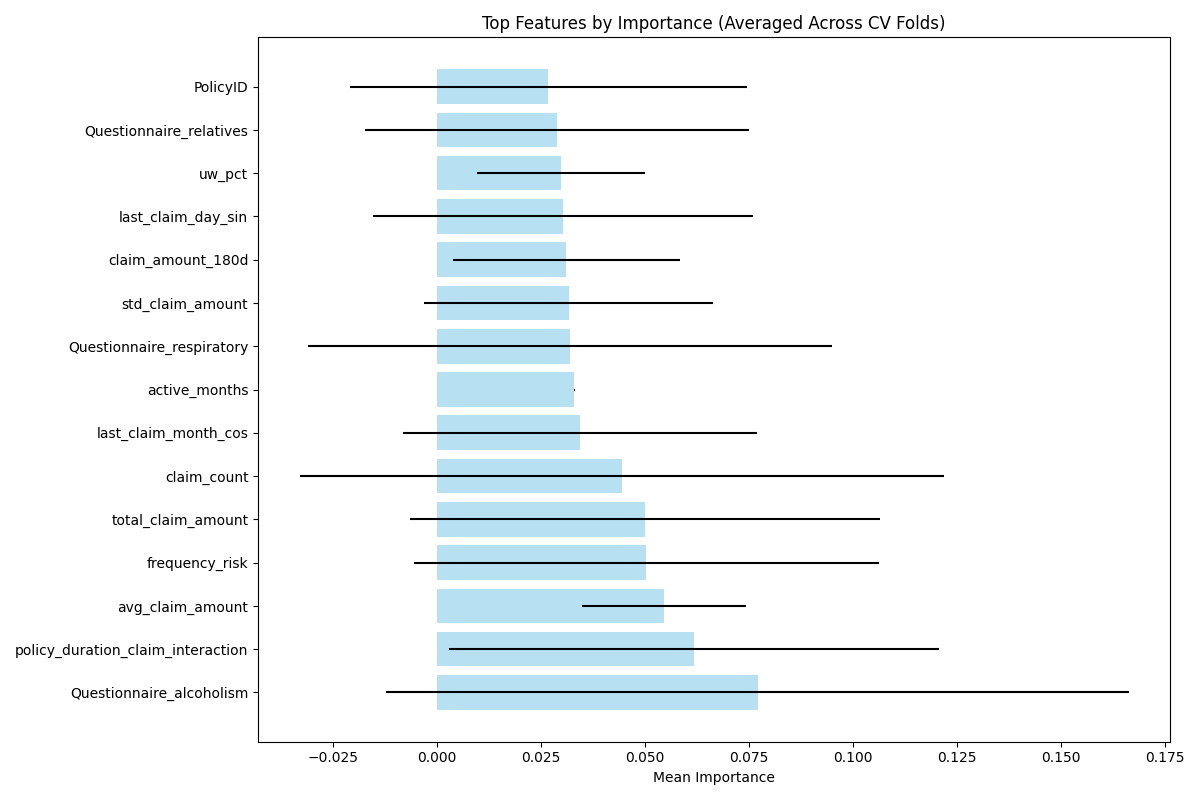 Top Features by Importance (Averaged Across CV Folds)
PolicyID
Questionnaire_relatives
uw_pct
last_claim_day_sin
claim_amount_180d
std_claim_amount
Questionnaire_respiratory
active_months
last_claim_month_cos
claim_count
total_claim_amount
frequency_risk
avg_claim_amount
policy_duration_claim_interaction
Questionnaire_alcoholism
−0.025 0.000 0.025 0.050 0.075 0.100 0.125 0.150 0.175
Mean Importance